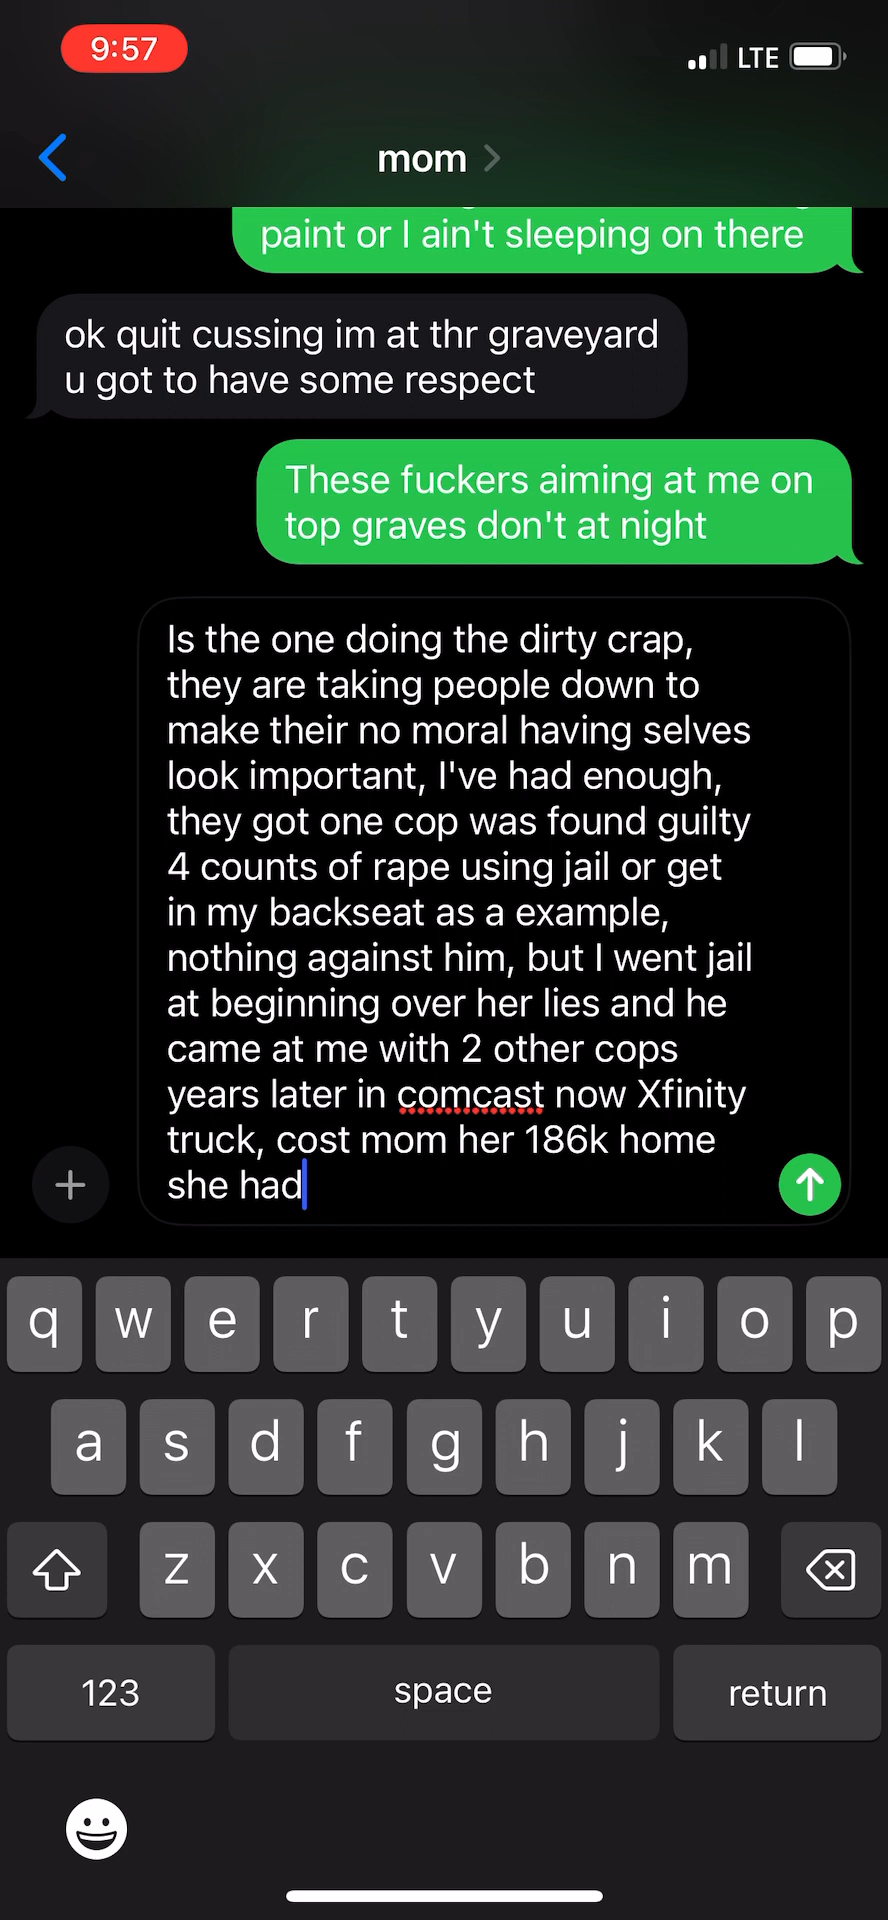 9:57
LTE
mom
paint or I ain't sleeping on there
ok quit cussing im at thr graveyard
u got to have some respect
These fuckers aiming at me on
top graves don't at night
Is the one doing the dirty crap,
they are taking people down to
make their no moral having selves
look important, I've had enough,
they got one cop was found guilty
4 counts of rape using jail or get
in my backseat as a example,
nothing against him, but I went jail
at beginning over her lies and he
came at me with 2 other cops
years later in comcast now Xfinity
truck, cost mom her 186k home
she had
q w e r t y u i o p
a s d f g h j k l
z x c v b n m
123 space return